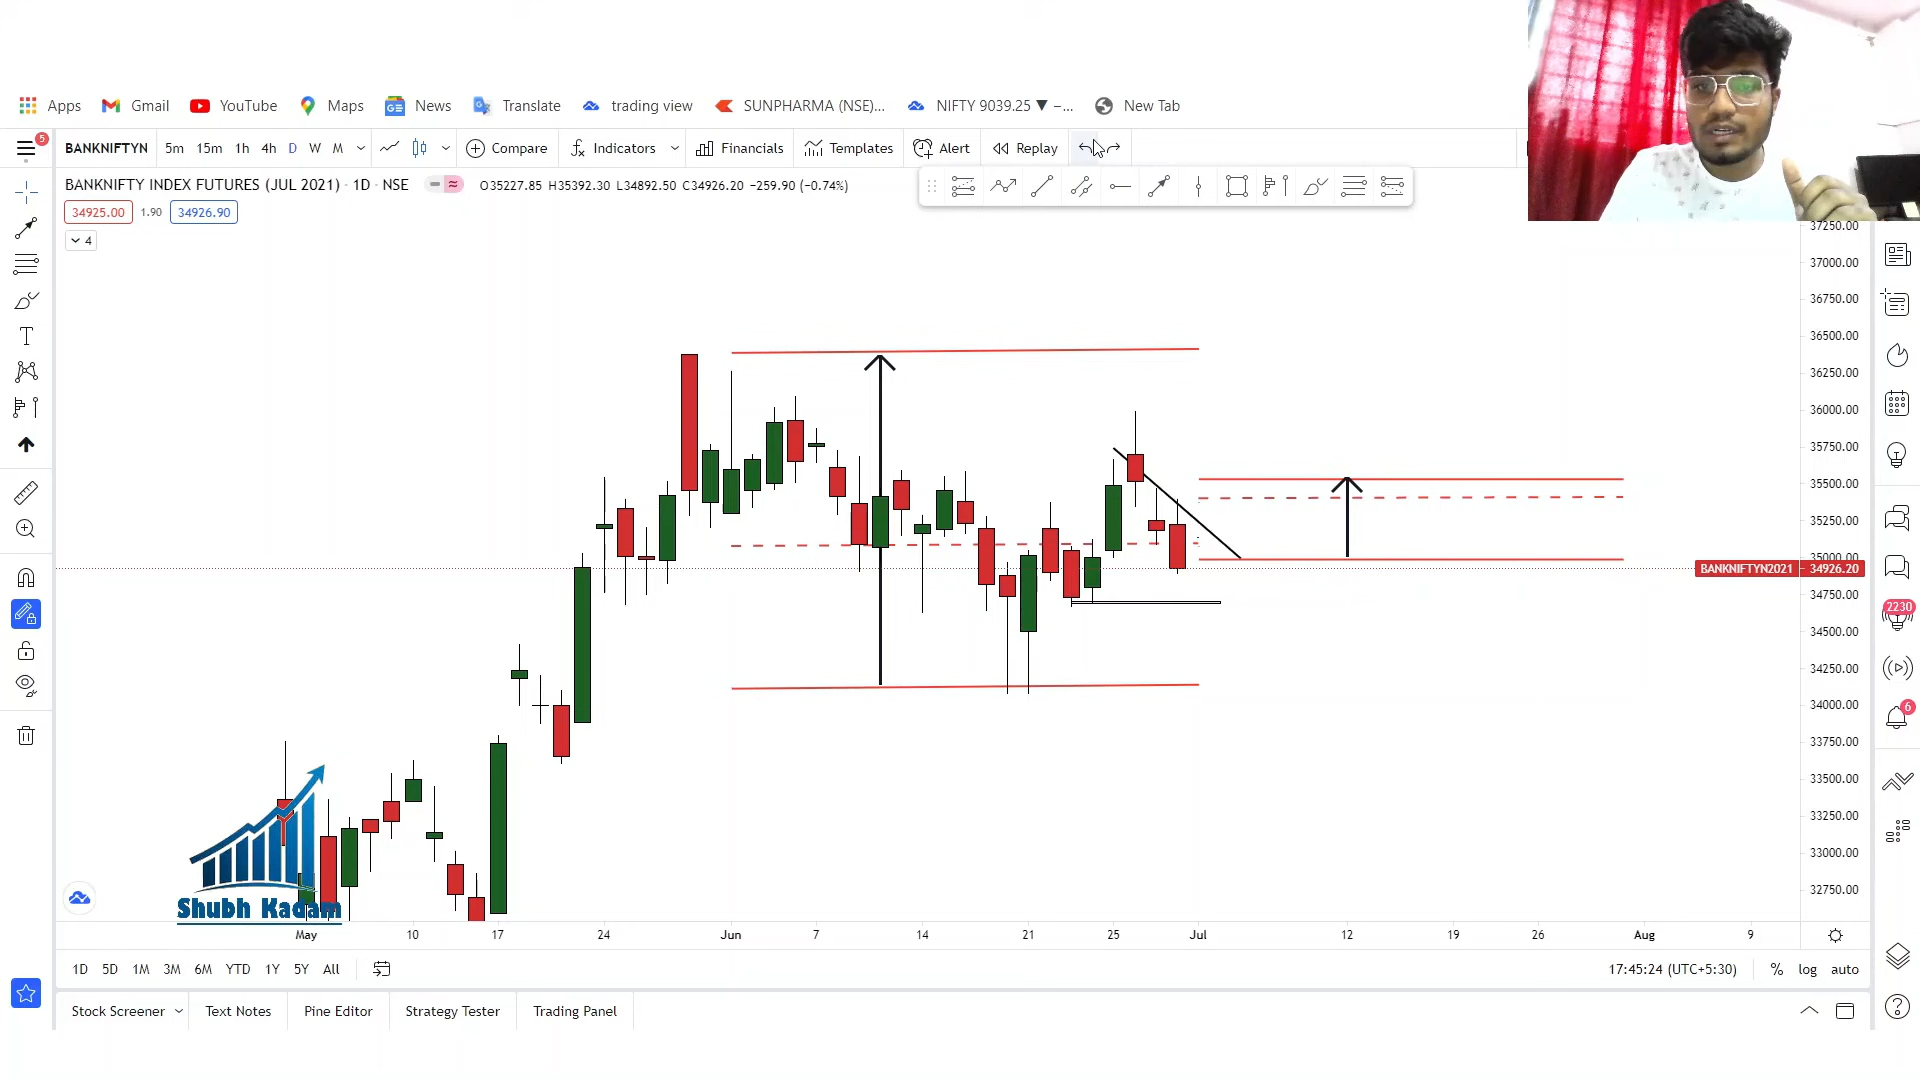 Apps Gmail YouTube Maps News Translate trading view SUNPHARMA (NSE)... NIFTY 9039.25 ▼ −... New Tab
5 BANKNIFTYN 5m 15m 1h 4h D W M Compare Indicators Financials Templates Alert Replay
BANKNIFTY INDEX FUTURES (JUL 2021) · 1D · NSE O35227.85 H35392.30 L34892.50 C34926.20 −259.90 (−0.74%)
34925.00 1.90 34926.90
4
37250.00
37000.00
36750.00
36500.00
36250.00
36000.00
35750.00
35500.00
35250.00
35000.00
BANKNIFTYN2021 34926.20
34750.00
2230
34500.00
34250.00
34000.00
6
33750.00
33500.00
33250.00
33000.00
32750.00
Shubh Kadam
May 10 17 24 Jun 7 14 21 25 Jul 12 19 26 Aug 9
1D 5D 1M 3M 6M YTD 1Y 5Y All 17:45:24 (UTC+5:30) % log auto
Stock Screener Text Notes Pine Editor Strategy Tester Trading Panel